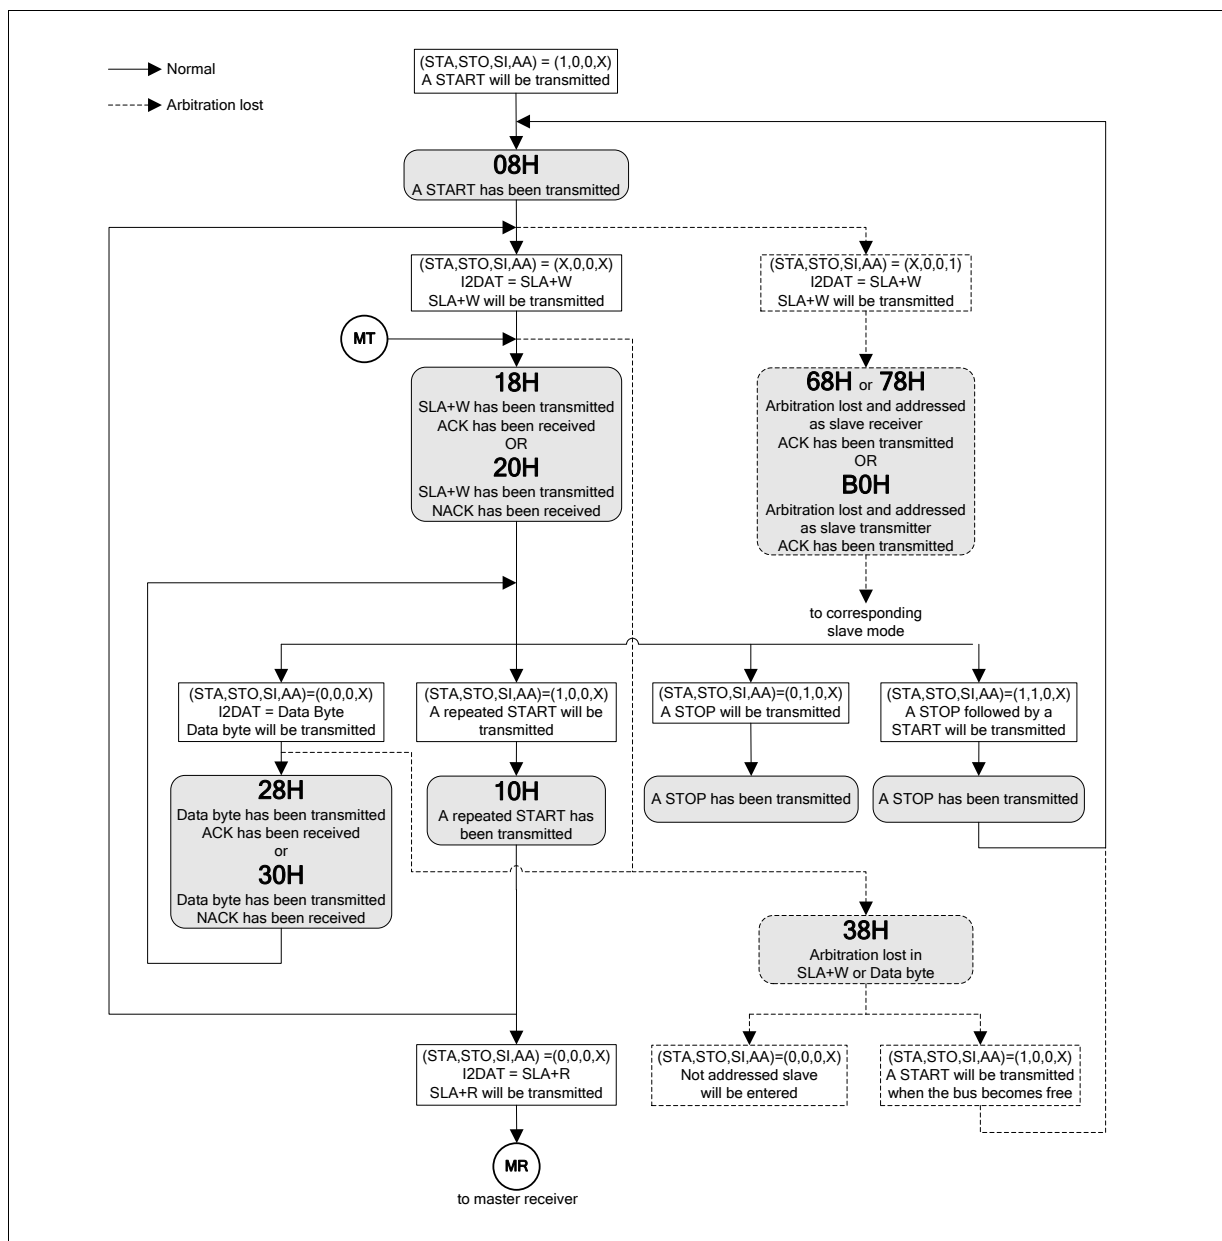 Normal
Arbitration lost
(STA,STO,SI,AA) = (1,0,0,X)
A START will be transmitted
08H
A START has been transmitted
(STA,STO,SI,AA) = (X,0,0,X)
I2DAT = SLA+W
SLA+W will be transmitted
(STA,STO,SI,AA) = (X,0,0,1)
I2DAT = SLA+W
SLA+W will be transmitted
MT
18H
SLA+W has been transmitted
ACK has been received
OR
20H
SLA+W has been transmitted
NACK has been received
68H or 78H
Arbitration lost and addressed
as slave receiver
ACK has been transmitted
OR
B0H
Arbitration lost and addressed
as slave transmitter
ACK has been transmitted
to corresponding
slave mode
(STA,STO,SI,AA)=(0,0,0,X)
I2DAT = Data Byte
Data byte will be transmitted
(STA,STO,SI,AA)=(1,0,0,X)
A repeated START will be
transmitted
(STA,STO,SI,AA)=(0,1,0,X)
A STOP will be transmitted
(STA,STO,SI,AA)=(1,1,0,X)
A STOP followed by a
START will be transmitted
28H
Data byte has been transmitted
ACK has been received
or
30H
Data byte has been transmitted
NACK has been received
10H
A repeated START has
been transmitted
A STOP has been transmitted
A STOP has been transmitted
38H
Arbitration lost in
SLA+W or Data byte
(STA,STO,SI,AA) =(0,0,0,X)
I2DAT = SLA+R
SLA+R will be transmitted
(STA,STO,SI,AA)=(0,0,0,X)
Not addressed slave
will be entered
(STA,STO,SI,AA)=(1,0,0,X)
A START will be transmitted
when the bus becomes free
MR
to master receiver